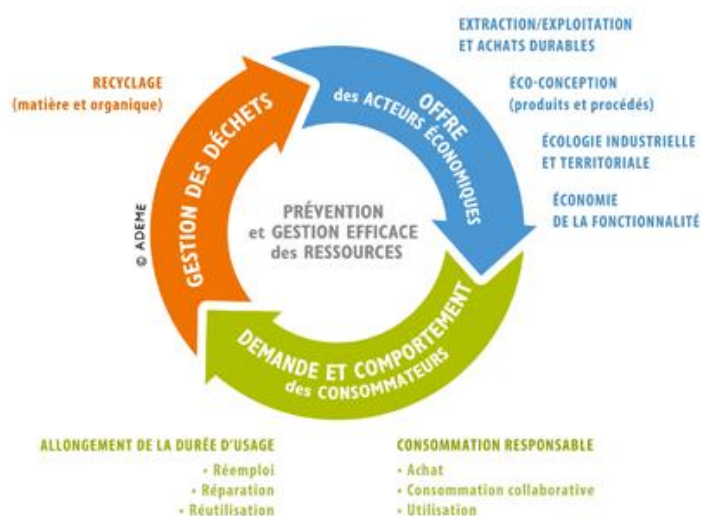 EXTRACTION/EXPLOITATION
ET ACHATS DURABLES
ÉCO-CONCEPTION
(produits et procédés)
ÉCOLOGIE INDUSTRIELLE
ET TERRITORIALE
ÉCONOMIE
DE LA FONCTIONNALITÉ
OFFRE
des ACTEURS ÉCONOMIQUES
RECYCLAGE
(matière et organique)
GESTION DES DÉCHETS
© ADEME
PRÉVENTION
et GESTION EFFICACE
des RESSOURCES
DEMANDE ET COMPORTEMENT
des CONSOMMATEURS
ALLONGEMENT DE LA DURÉE D'USAGE
• Réemploi
• Réparation
• Réutilisation
CONSOMMATION RESPONSABLE
• Achat
• Consommation collaborative
• Utilisation